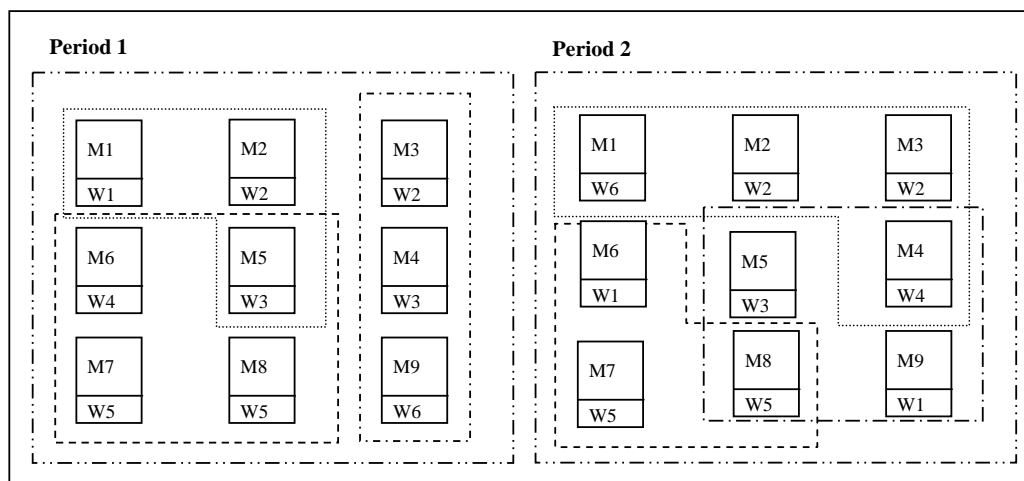 Period 1
M1 M2 M3
W1 W2 W2
M6 M5 M4
W4 W3 W3
M7 M8 M9
W5 W5 W6
Period 2
M1 M2 M3
W6 W2 W2
M6 M5 M4
W1 W3 W4
M7 M8 M9
W5 W5 W1